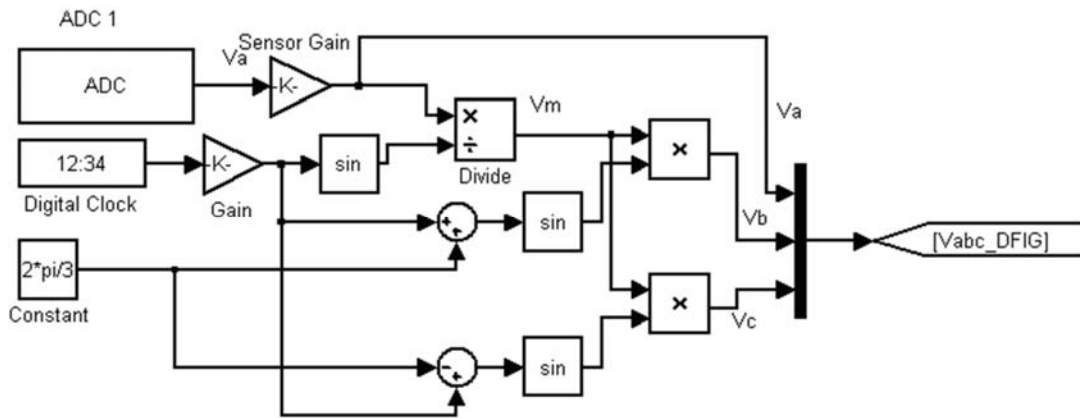 ADC 1
Sensor Gain
Va
-K-
ADC
Vm
Va
×
÷
Divide
×
12:34
-K-
sin
Digital Clock
Gain
sin
+
+
Vb
[Vabc_DFIG]
2*pi/3
Constant
×
Vc
-
+
sin